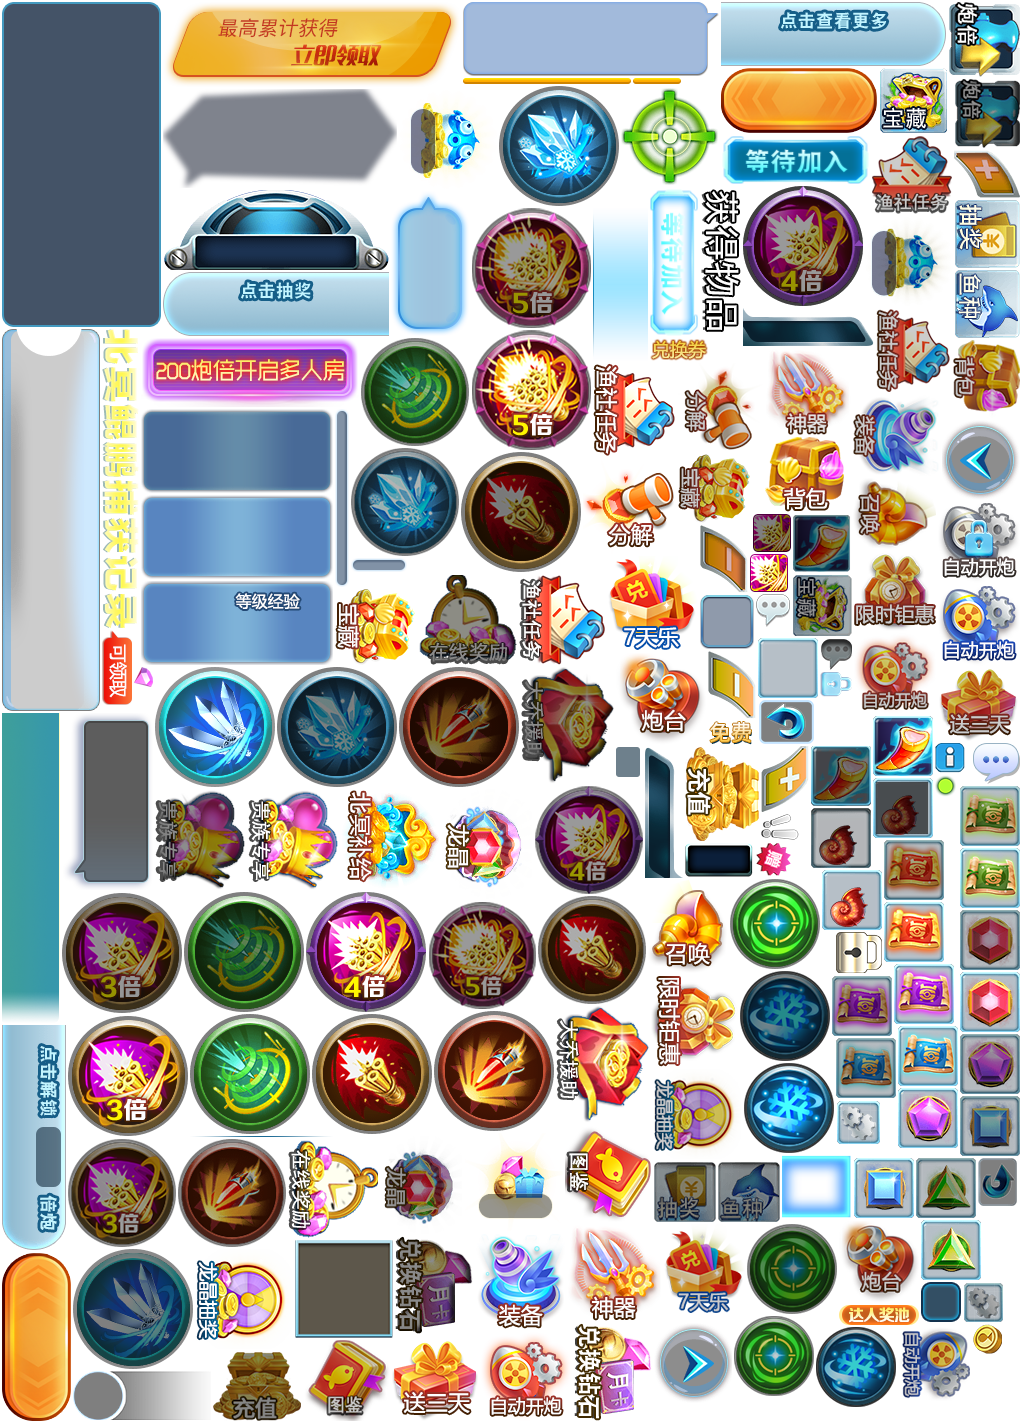 最高累计获得
立即领取
点击查看更多
炮倍
宝藏
炮倍
等待加入
渔社任务
抽奖
获得物品
等待加入
4倍
5倍
点击抽奖
鱼种
兑换券
渔社任务
背包
北冥鲲鹏捕获记录
200炮倍开启多人房
5倍
渔社任务
分解
神器
装备
宝藏
背包
召唤
分解
自动开炮
等级经验
宝藏
在线奖励
渔社任务
7天乐
宝藏
限时钜惠
自动开炮
可领取
大乔援助
炮台
免费
自动开炮
送三天
充值
贵族专享
贵族专享
北冥补给
龙晶
4倍
赠
3倍
4倍
5倍
召唤
限时钜惠
点击解锁
倍炮
3倍
大乔援助
龙晶抽奖
3倍
在线奖励
龙晶
图鉴
抽奖
鱼种
龙晶抽奖
兑换钻石
月卡
装备
神器
7天乐
炮台
达人奖池
充值
图鉴
送三天
自动开炮
兑换钻石
月卡
自动开炮